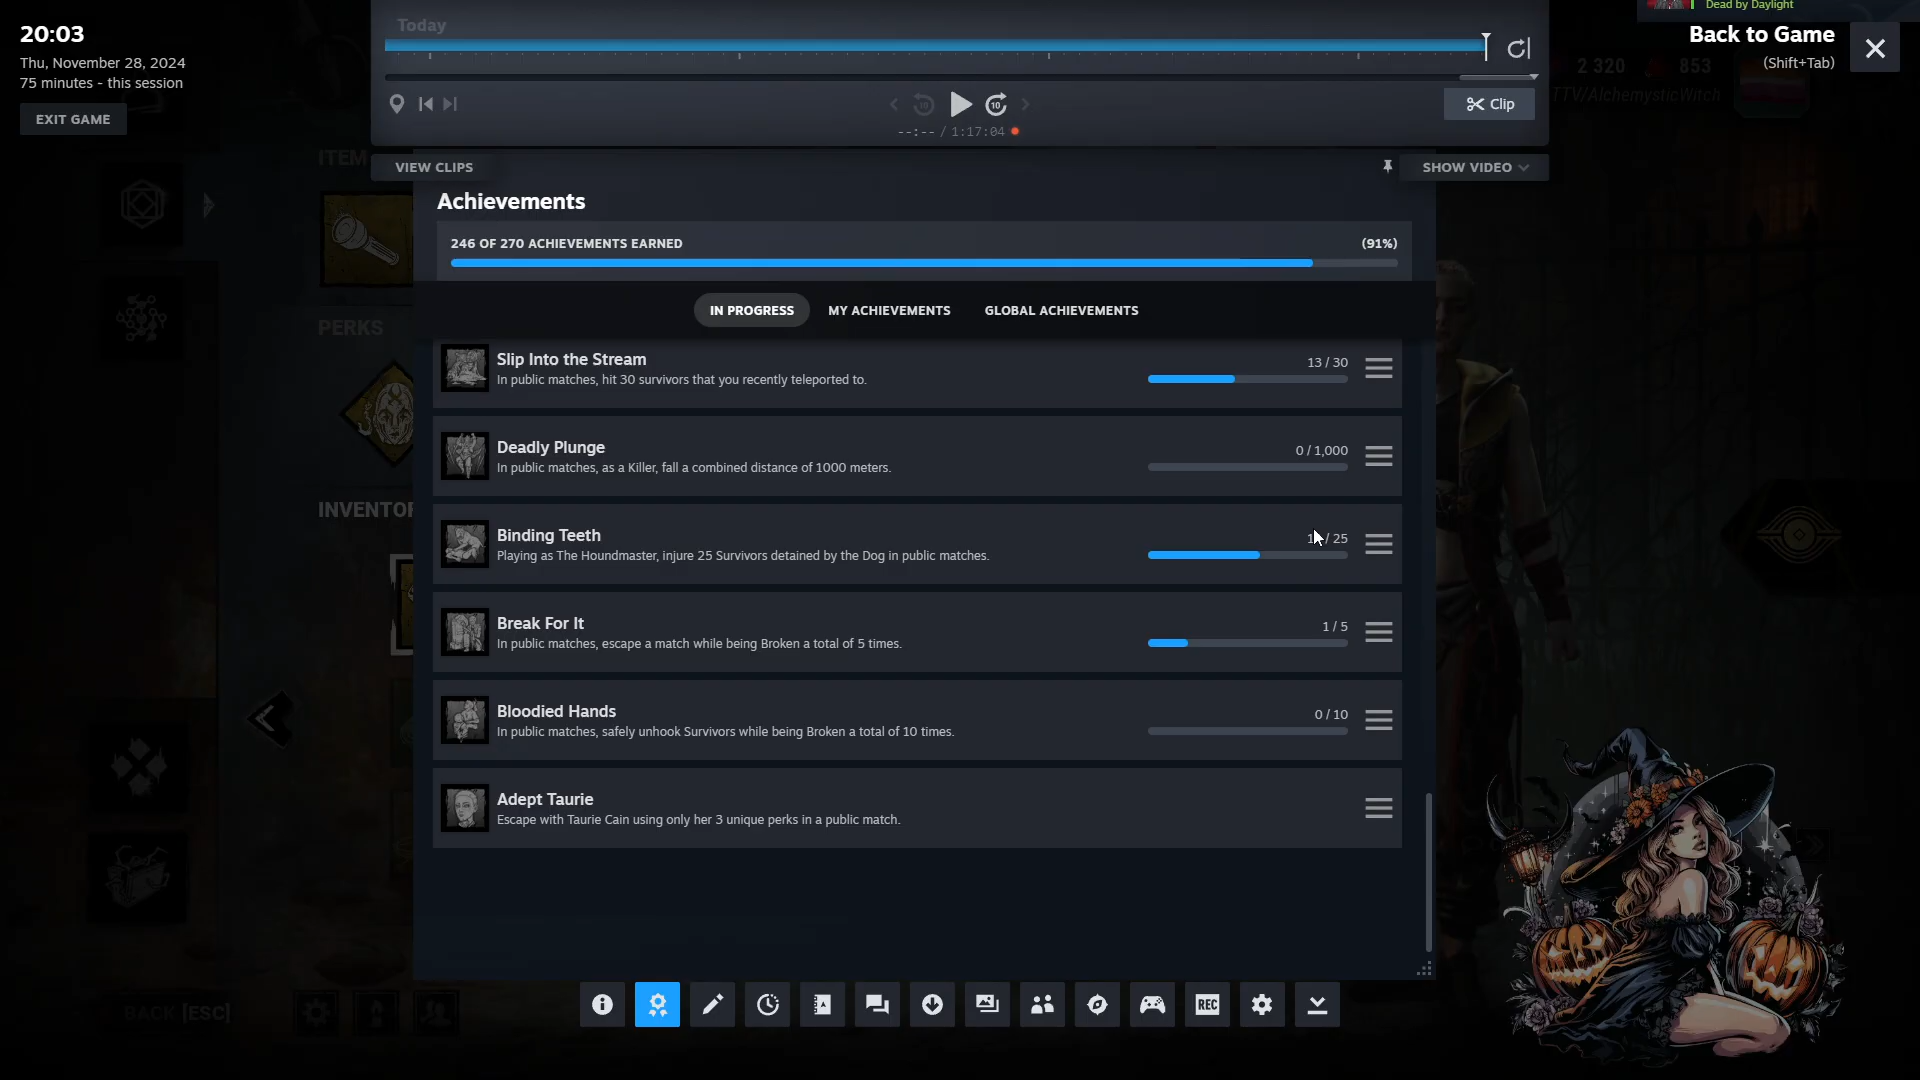 Dead by Daylight
20:03
Thu, November 28, 2024
75 minutes - this session
EXIT GAME
Today
Back to Game
(Shift+Tab)
2 320
853
TTV/AlchemysticWitch
10
10
Clip
--:-- / 1:17:04
VIEW CLIPS
SHOW VIDEO
ITEM
PERKS
Achievements
246 OF 270 ACHIEVEMENTS EARNED
(91%)
IN PROGRESS
MY ACHIEVEMENTS
GLOBAL ACHIEVEMENTS
Slip Into the Stream
13 / 30
In public matches, hit 30 survivors that you recently teleported to.
Deadly Plunge
0 / 1,000
In public matches, as a Killer, fall a combined distance of 1000 meters.
Binding Teeth
/ 25
Playing as The Houndmaster, injure 25 Survivors detained by the Dog in public matches.
Break For It
1 / 5
In public matches, escape a match while being Broken a total of 5 times.
Bloodied Hands
0 / 10
In public matches, safely unhook Survivors while being Broken a total of 10 times.
Adept Taurie
Escape with Taurie Cain using only her 3 unique perks in a public match.
BACK [ESC]
REC